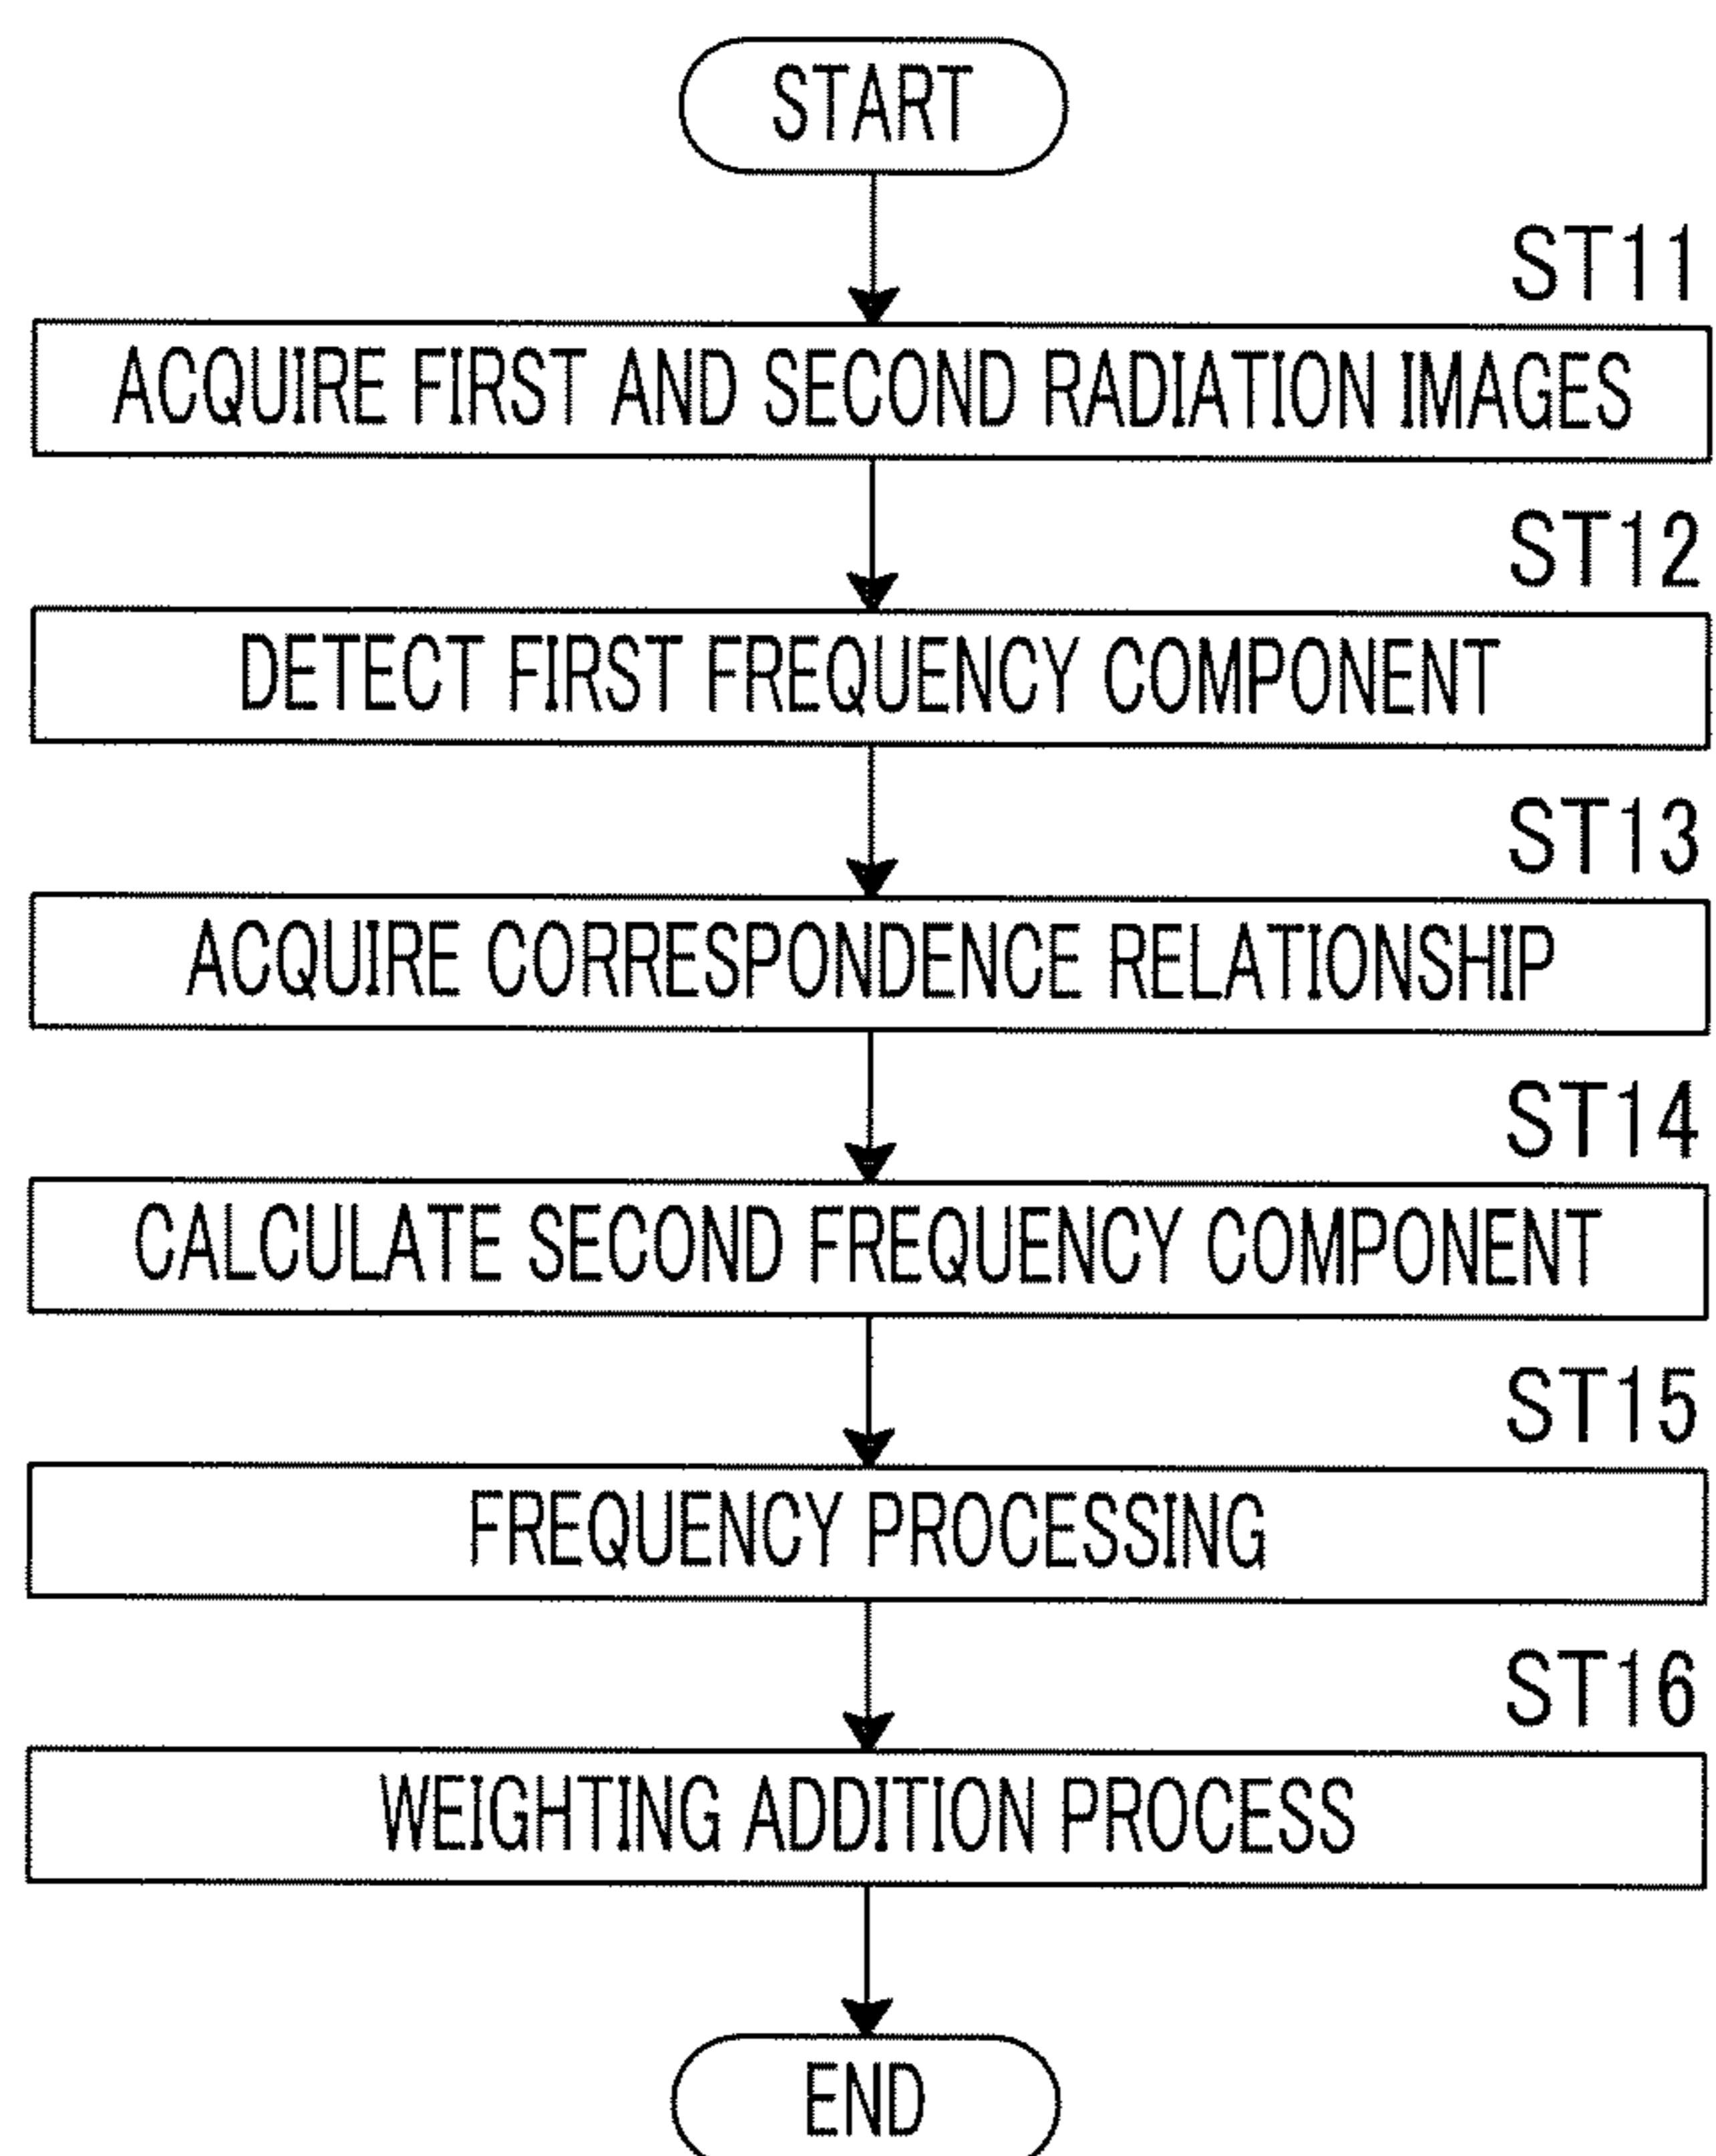 START
ST11
ACQUIRE FIRST AND SECOND RADIATION IMAGES
ST12
DETECT FIRST FREQUENCY COMPONENT
ST13
ACQUIRE CORRESPONDENCE RELATIONSHIP
ST14
CALCULATE SECOND FREQUENCY COMPONENT
ST15
FREQUENCY PROCESSING
ST16
WEIGHTING ADDITION PROCESS
END